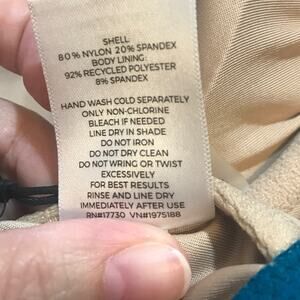 SHELL
80% NYLON 20% SPANDEX
BODY LINING:
92% RECYCLED POLYESTER
8% SPANDEX
HAND WASH COLD SEPARATELY
ONLY NON-CHLORINE
BLEACH IF NEEDED
LINE DRY IN SHADE
DO NOT IRON
DO NOT DRY CLEAN
DO NOT WRING OR TWIST
EXCESSIVELY
FOR BEST RESULTS
RINSE AND LINE DRY
IMMEDIATELY AFTER USE
RN#17730 VN#1975188